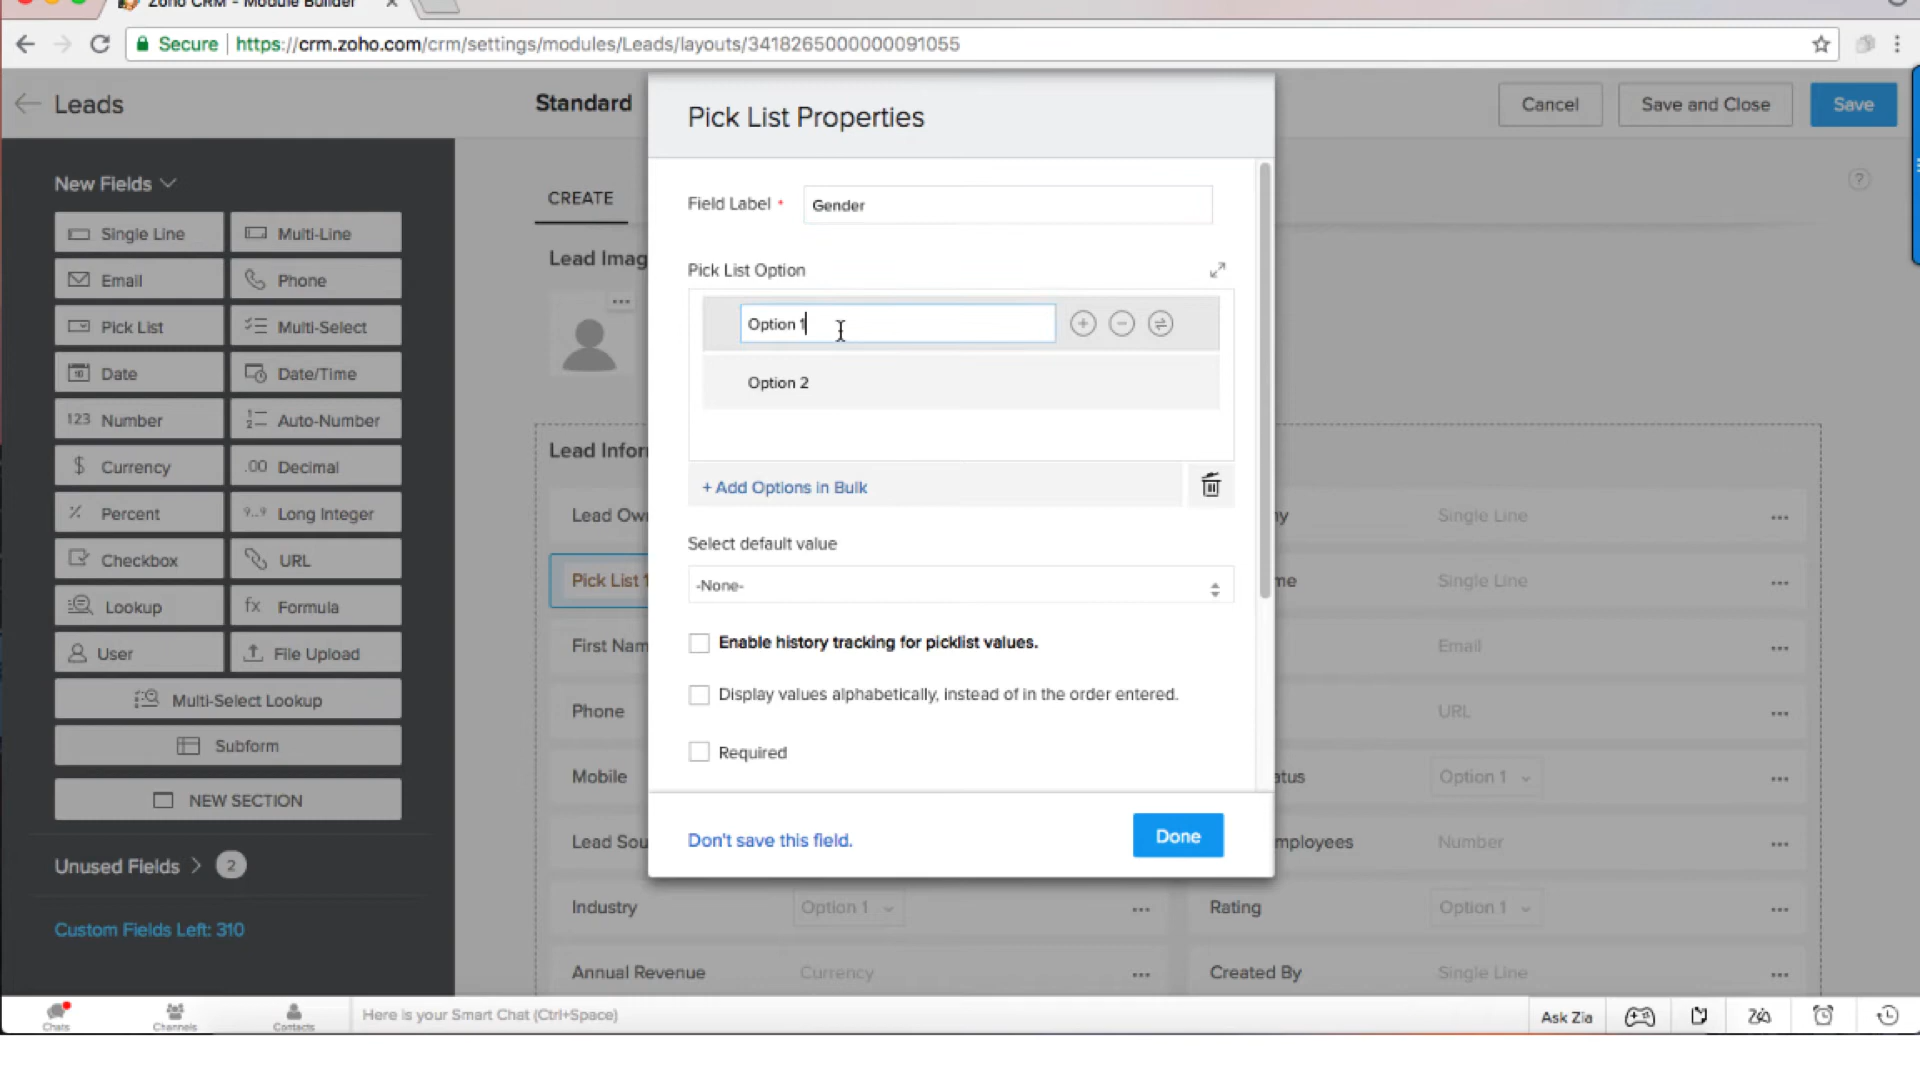 Zoho CRM - Module Builder
Secure https://crm.zoho.com/crm/settings/modules/Leads/layouts/3418265000000091055
Leads
Standard
Cancel
Save and Close
Save
New Fields
Single Line
Multi-Line
Email
Phone
Pick List
Multi-Select
Date
Date/Time
Number
Auto-Number
Currency
Decimal
Percent
Long Integer
Checkbox
URL
Lookup
Formula
User
File Upload
Multi-Select Lookup
Subform
NEW SECTION
Unused Fields 2
Custom Fields Left: 310
CREATE
Lead Imag
Lead Infor
Lead Ow
Pick List 1
First Nam
Phone
Mobile
Lead Sou
Industry
Option 1
Annual Revenue
Currency
Pick List Properties
Field Label *
Gender
Pick List Option
Option 1
Option 2
+ Add Options in Bulk
Select default value
-None-
Enable history tracking for picklist values.
Display values alphabetically, instead of in the order entered.
Required
Don't save this field.
Done
ny
Single Line
me
Single Line
Email
URL
atus
Option 1
mployees
Number
Rating
Option 1
Created By
Single Line
Chats
Channels
Contacts
Here is your Smart Chat (Ctrl+Space)
Ask Zia